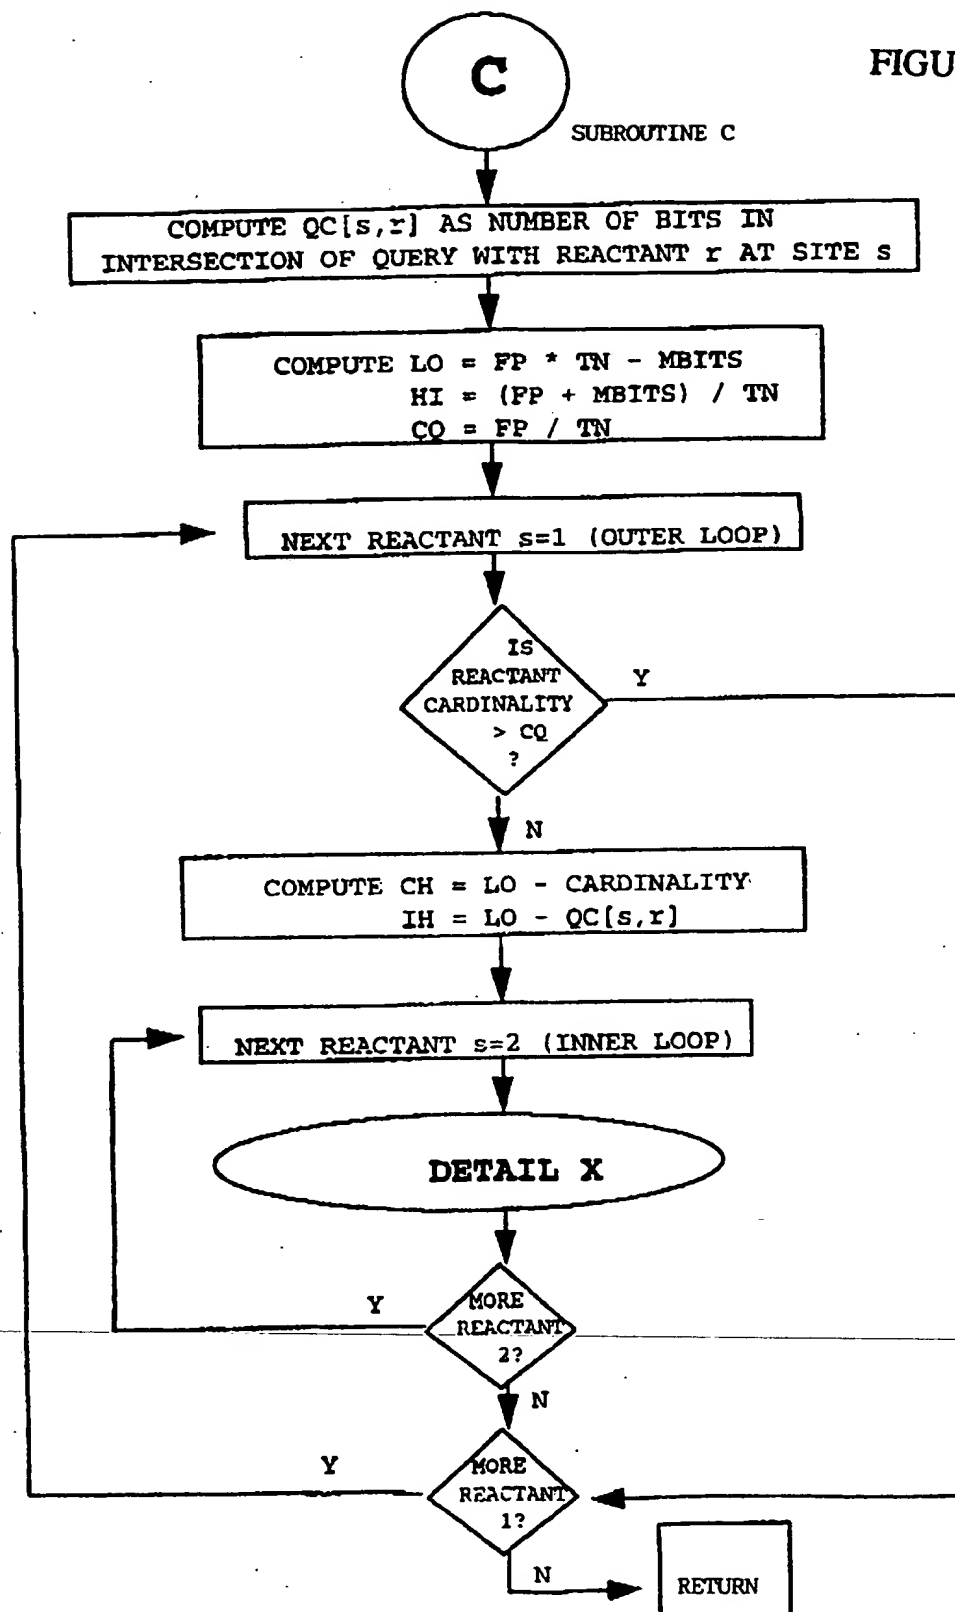 C
FIGU
SUBROUTINE C
COMPUTE QC[s,r] AS NUMBER OF BITS IN
INTERSECTION OF QUERY WITH REACTANT r AT SITE s
COMPUTE LO = FP * TN - MBITS
HI = (FP + MBITS) / TN
CQ = FP / TN
NEXT REACTANT s=1 (OUTER LOOP)
IS
REACTANT
CARDINALITY
> CQ
?
Y
N
COMPUTE CH = LO - CARDINALITY
IH = LO - QC[s,r]
NEXT REACTANT s=2 (INNER LOOP)
DETAIL X
MORE
REACTANT
2?
Y
N
MORE
REACTANT
1?
Y
N
RETURN